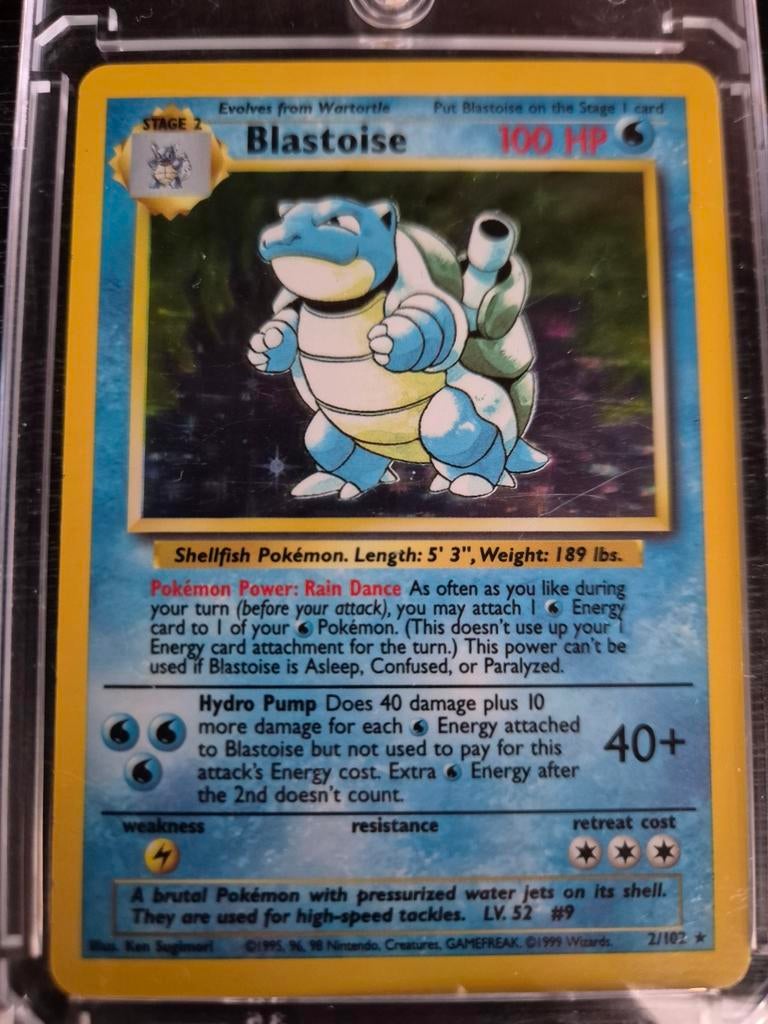 Evolves from Wartortle Put Blastoise on the Stage 1 card
STAGE 2
Blastoise 100 HP
Shellfish Pokémon. Length: 5' 3", Weight: 189 lbs.
Pokémon Power: Rain Dance As often as you like during
your turn (before your attack), you may attach 1 Energy
card to 1 of your Pokémon. (This doesn't use up your 1
Energy card attachment for the turn.) This power can't be
used if Blastoise is Asleep, Confused, or Paralyzed.
Hydro Pump Does 40 damage plus 10
more damage for each Energy attached
to Blastoise but not used to pay for this
attack's Energy cost. Extra Energy after
the 2nd doesn't count.
40+
weakness resistance retreat cost
A brutal Pokémon with pressurized water jets on its shell.
They are used for high-speed tackles. LV. 52 #9
Illus. Ken Sugimori ©1995, 96, 98 Nintendo, Creatures, GAMEFREAK. ©1999 Wizards. 2/102 ★